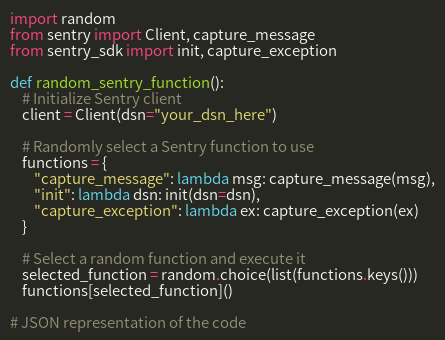 import random
from sentry import Client, capture_message
from sentry_sdk import init, capture_exception

def random_sentry_function():
    # Initialize Sentry client
    client = Client(dsn="your_dsn_here")

    # Randomly select a Sentry function to use
    functions = {
        "capture_message": lambda msg: capture_message(msg),
        "init": lambda dsn: init(dsn=dsn),
        "capture_exception": lambda ex: capture_exception(ex)
    }

    # Select a random function and execute it
    selected_function = random.choice(list(functions.keys()))
    functions[selected_function]()

# JSON representation of the code